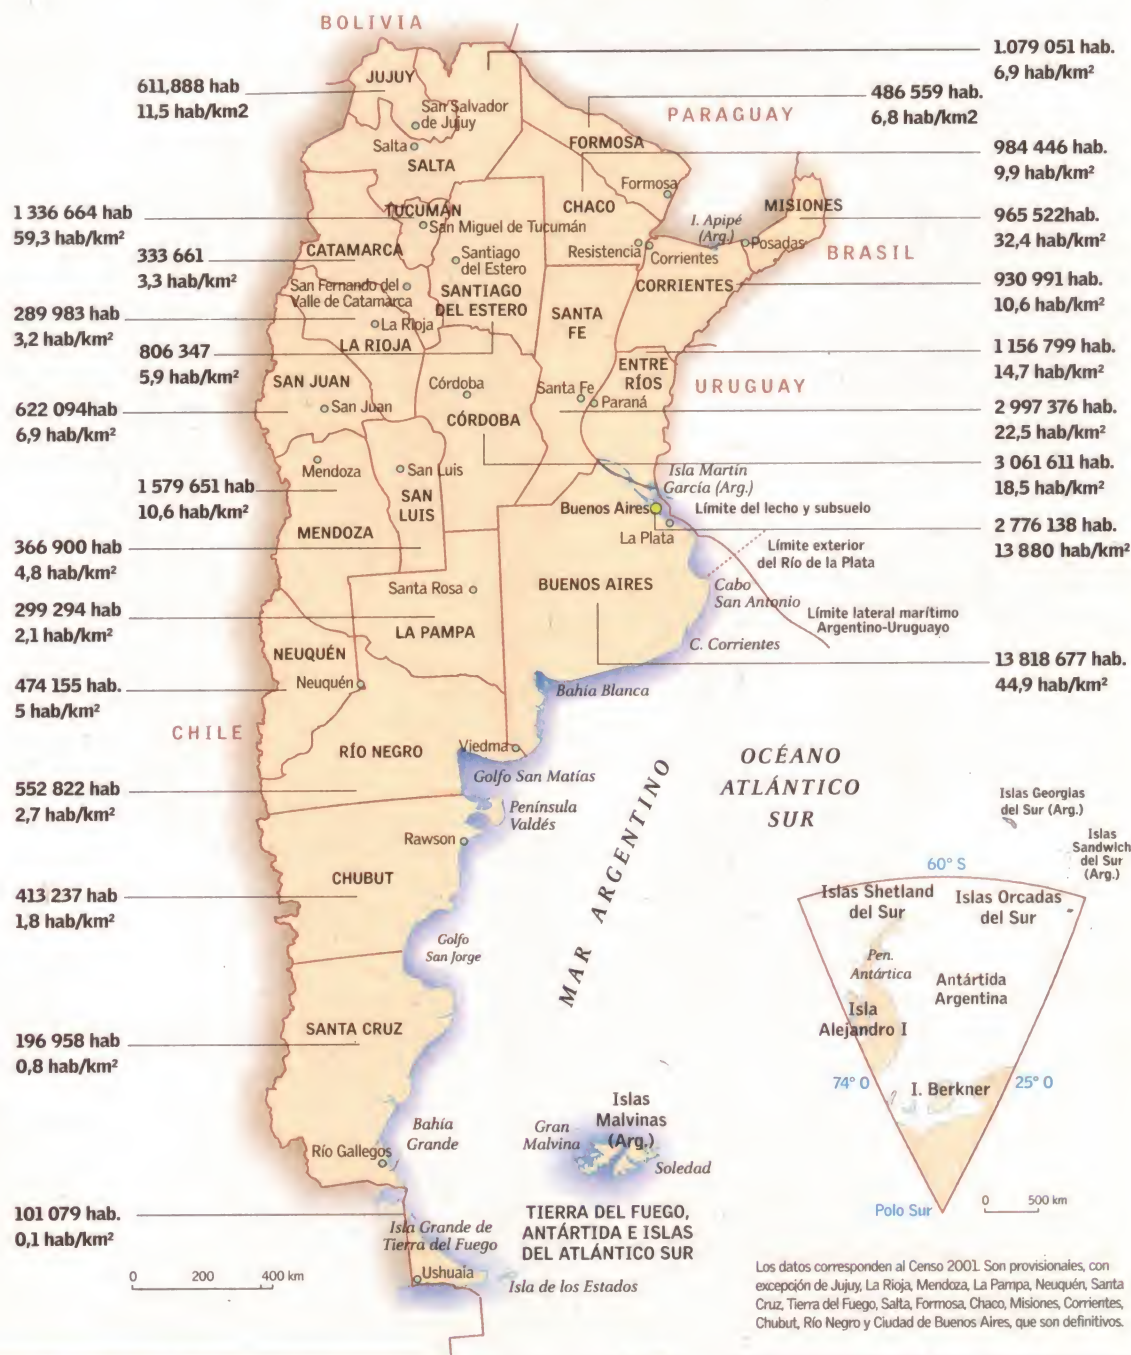 BOLIVIA
1.079 051 hab.
6,9 hab/km²
JUJUY
611,888 hab
11,5 hab/km2
486 559 hab.
6,8 hab/km2
PARAGUAY
San Salvador
de Jujuy
Salta
SALTA
FORMOSA
984 446 hab.
9,9 hab/km²
Formosa
MISIONES
1 336 664 hab
59,3 hab/km²
TUCUMÁN
San Miguel de Tucumán
CHACO
I. Apipé
(Arg.)
965 522hab.
32,4 hab/km²
333 661
3,3 hab/km²
CATAMARCA
Santiago
del Estero
Resistencia
Corrientes
Posadas
BRASIL
San Fernando del
Valle de Catamarca
SANTIAGO
DEL ESTERO
CORRIENTES
930 991 hab.
10,6 hab/km²
289 983 hab
3,2 hab/km²
La Rioja
LA RIOJA
SANTA
FE
806 347
5,9 hab/km²
1 156 799 hab.
14,7 hab/km²
ENTRE
RÍOS
SAN JUAN
Córdoba
Santa Fe
Paraná
URUGUAY
622 094hab
6,9 hab/km²
San Juan
CÓRDOBA
2 997 376 hab.
22,5 hab/km²
Mendoza
San Luis
Isla Martín
García (Arg.)
3 061 611 hab.
18,5 hab/km²
1 579 651 hab
10,6 hab/km²
SAN
LUIS
Buenos Aires
Límite del lecho y subsuelo
MENDOZA
La Plata
2 776 138 hab.
13 880 hab/km²
366 900 hab
4,8 hab/km²
Límite exterior
del Río de la Plata
Santa Rosa
BUENOS AIRES
Cabo
San Antonio
299 294 hab
2,1 hab/km²
LA PAMPA
Límite lateral marítimo
Argentino-Uruguayo
NEUQUÉN
C. Corrientes
474 155 hab.
5 hab/km²
Neuquén
Bahía Blanca
13 818 677 hab.
44,9 hab/km²
CHILE
RÍO NEGRO
Viedma
Golfo San Matías
OCÉANO
ATLÁNTICO
SUR
552 822 hab
2,7 hab/km²
Península
Valdés
MAR ARGENTINO
Islas Georgias
del Sur (Arg.)
Rawson
Islas
Sandwich
del Sur
(Arg.)
CHUBUT
413 237 hab
1,8 hab/km²
60° S
Islas Shetland
del Sur
Islas Orcadas
del Sur
Golfo
San Jorge
Pen.
Antártica
Antártida
Argentina
SANTA CRUZ
Isla
Alejandro I
196 958 hab
0,8 hab/km²
74° O
I. Berkner
25° O
Islas
Malvinas
(Arg.)
Bahía
Grande
Gran
Malvina
Soledad
Río Gallegos
101 079 hab.
0,1 hab/km²
Isla Grande de
Tierra del Fuego
TIERRA DEL FUEGO,
ANTÁRTIDA E ISLAS
DEL ATLÁNTICO SUR
Polo Sur
0 500 km
Ushuaia
Isla de los Estados
0 200 400 km
Los datos corresponden al Censo 2001. Son provisionales, con
excepción de Jujuy, La Rioja, Mendoza, La Pampa, Neuquén, Santa
Cruz, Tierra del Fuego, Salta, Formosa, Chaco, Misiones, Corrientes,
Chubut, Río Negro y Ciudad de Buenos Aires, que son definitivos.